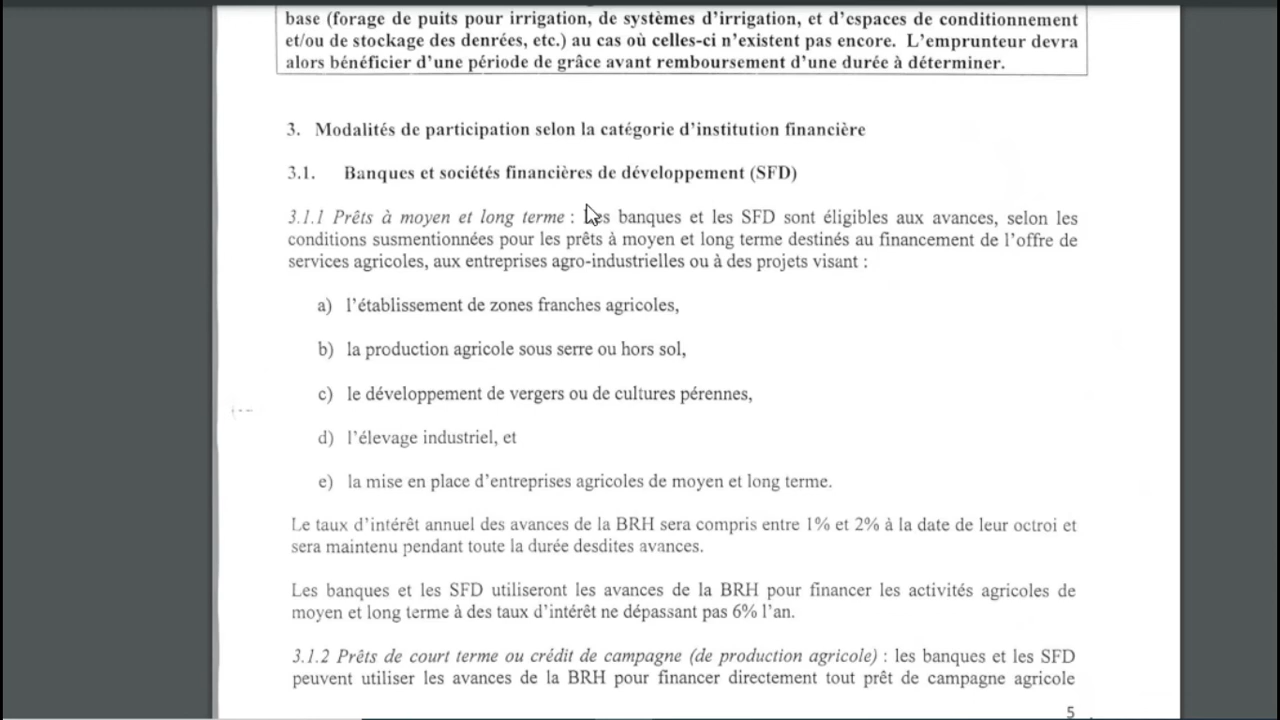 base (forage de puits pour irrigation, de systèmes d'irrigation, et d'espaces de conditionnement
et/ou de stockage des denrées, etc.) au cas où celles-ci n'existent pas encore. L'emprunteur devra
alors bénéficier d'une période de grâce avant remboursement d'une durée à déterminer.
3. Modalités de participation selon la catégorie d'institution financière
3.1. Banques et sociétés financières de développement (SFD)
3.1.1 Prêts à moyen et long terme : Les banques et les SFD sont éligibles aux avances, selon les
conditions susmentionnées pour les prêts à moyen et long terme destinés au financement de l'offre de
services agricoles, aux entreprises agro-industrielles ou à des projets visant :
a) l'établissement de zones franches agricoles,
b) la production agricole sous serre ou hors sol,
c) le développement de vergers ou de cultures pérennes,
d) l'élevage industriel, et
e) la mise en place d'entreprises agricoles de moyen et long terme.
Le taux d'intérêt annuel des avances de la BRH sera compris entre 1% et 2% à la date de leur octroi et
sera maintenu pendant toute la durée desdites avances.
Les banques et les SFD utiliseront les avances de la BRH pour financer les activités agricoles de
moyen et long terme à des taux d'intérêt ne dépassant pas 6% l'an.
3.1.2 Prêts de court terme ou crédit de campagne (de production agricole) : les banques et les SFD
peuvent utiliser les avances de la BRH pour financer directement tout prêt de campagne agricole
5